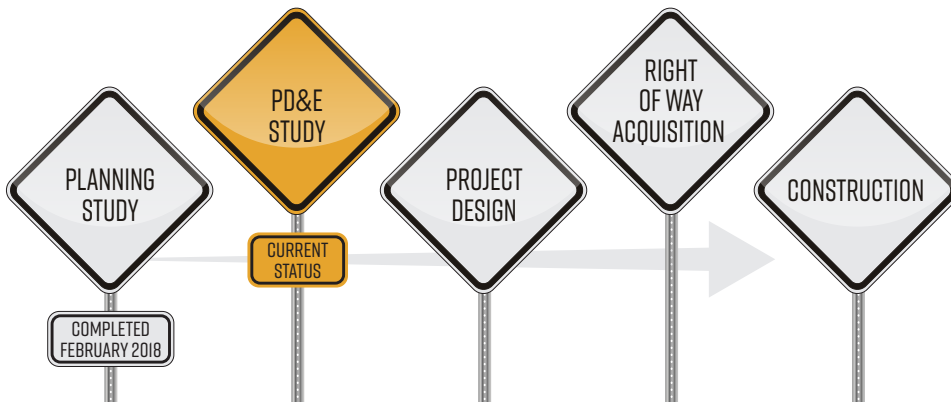 PLANNING
STUDY
COMPLETED
FEBRUARY 2018
PD&E
STUDY
CURRENT
STATUS
PROJECT
DESIGN
RIGHT
OF WAY
ACQUISITION
CONSTRUCTION